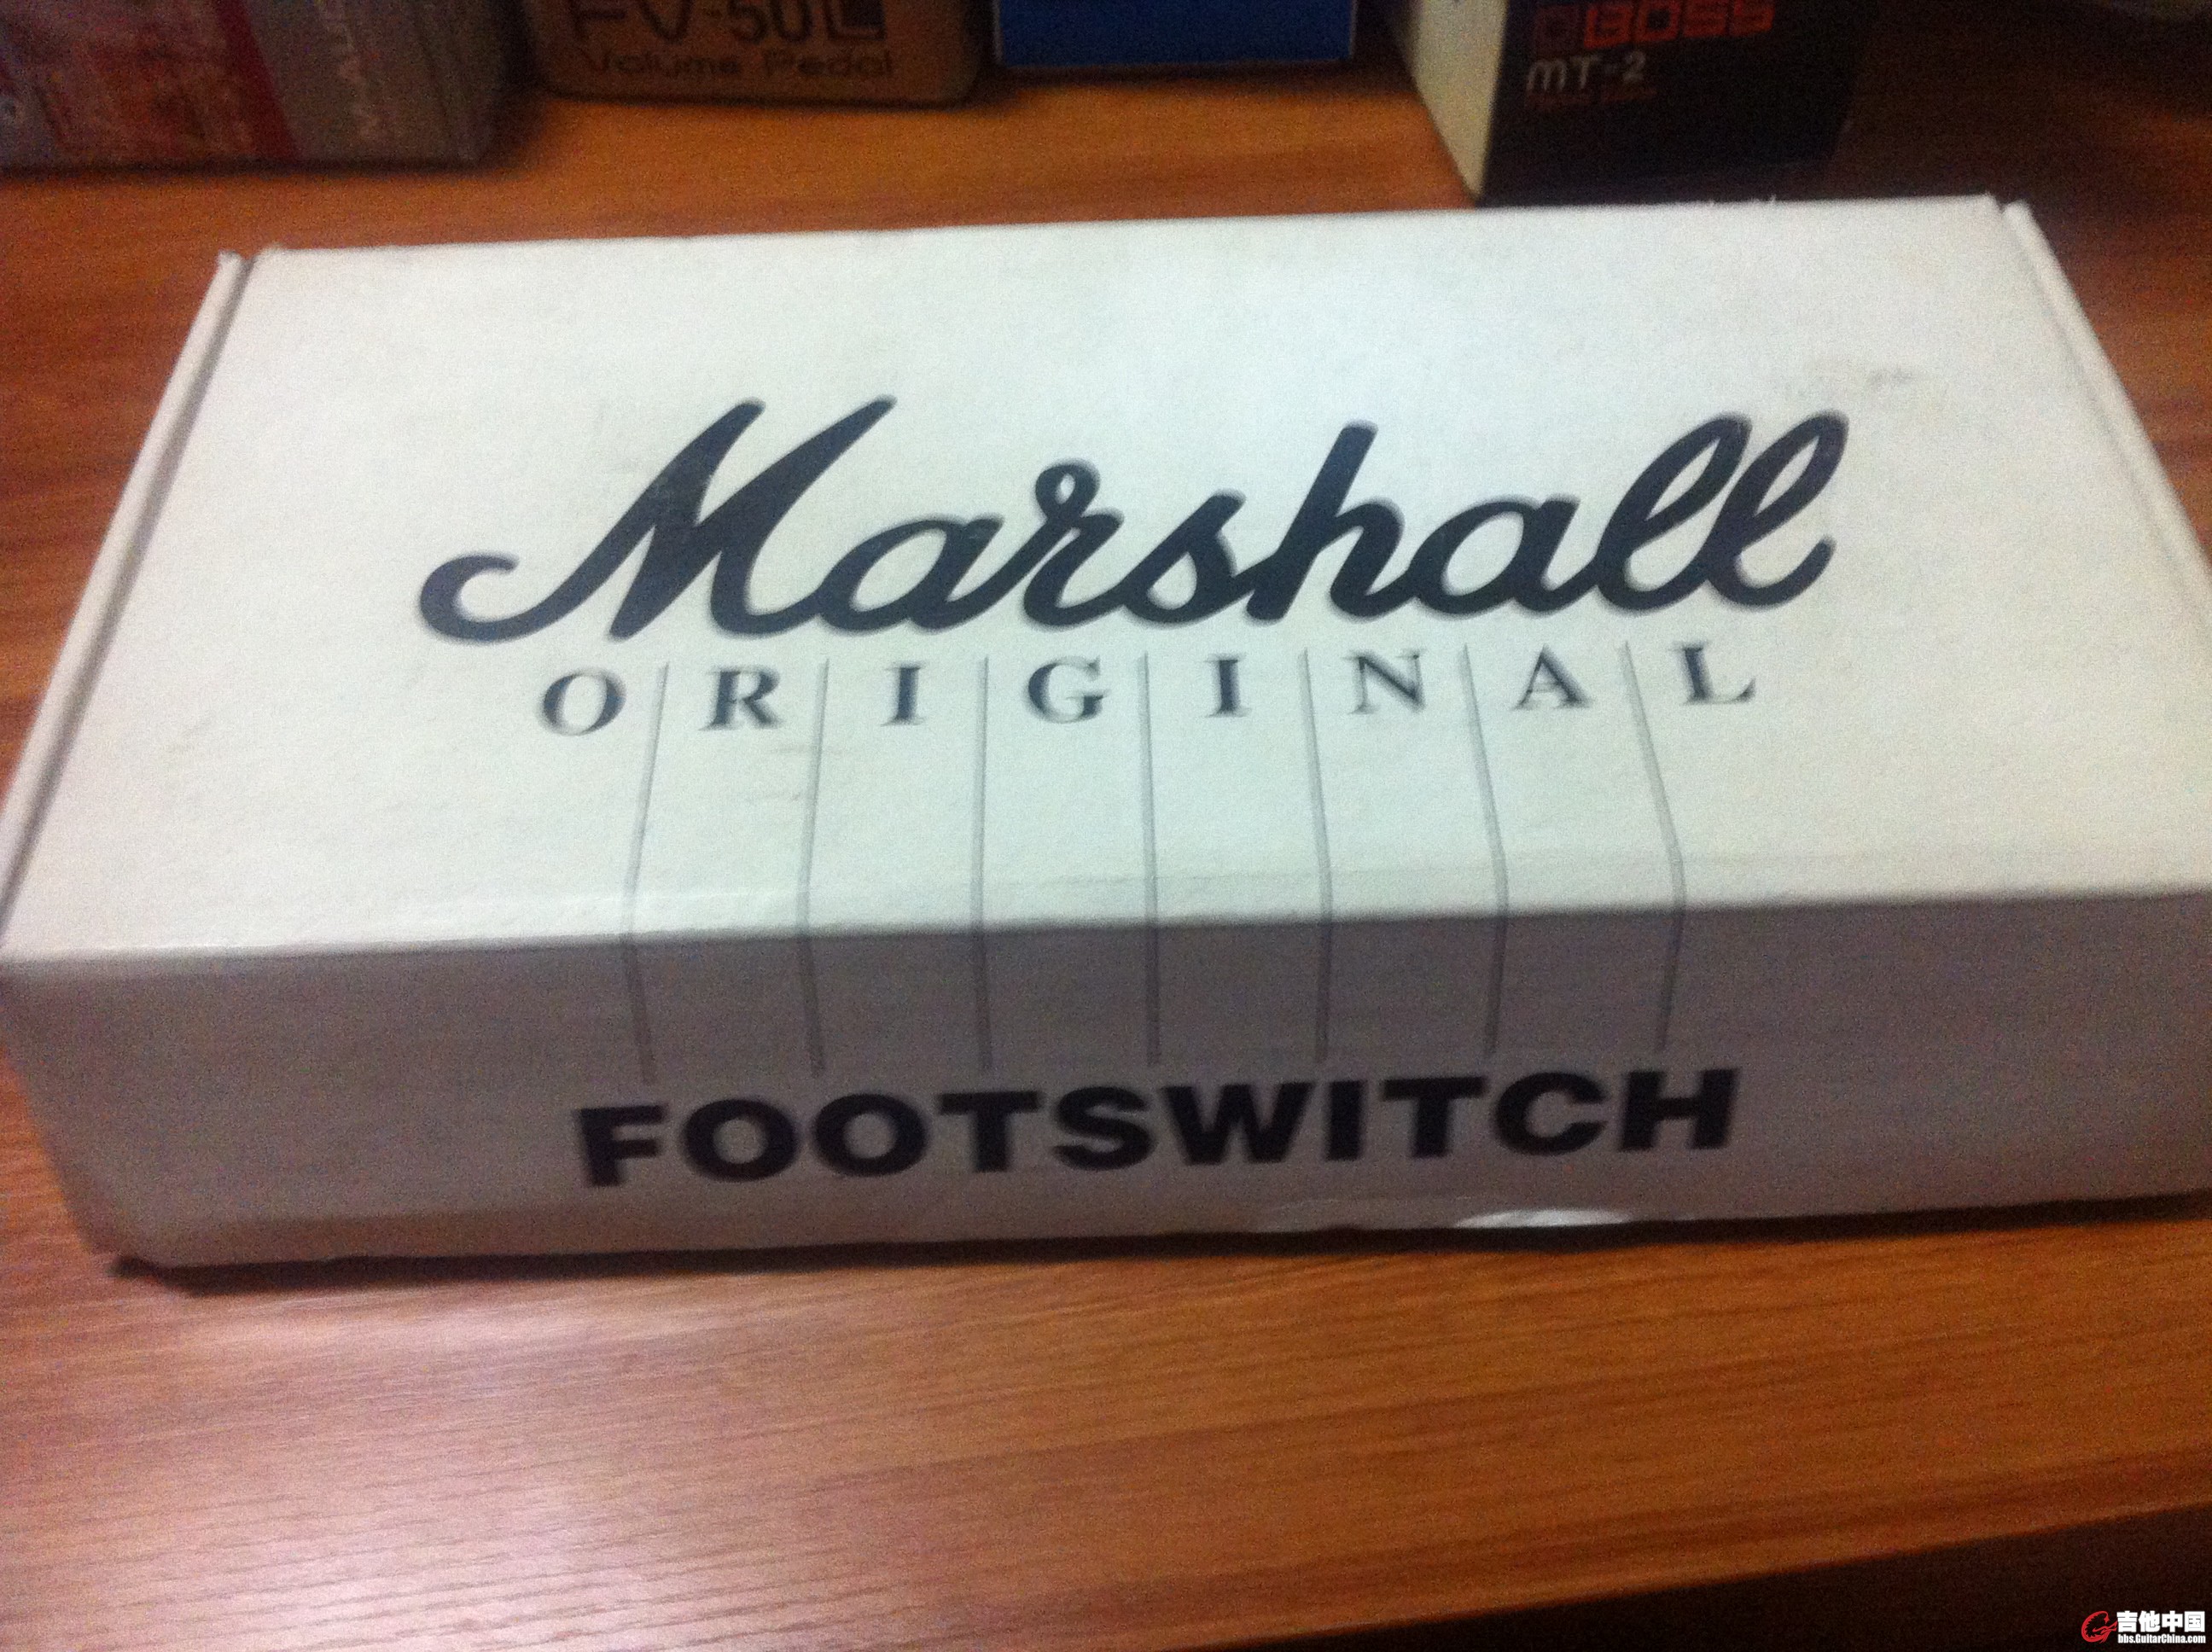 FV-50L
Volume Pedal
BOSS
MT-2
Marshall
ORIGINAL
FOOTSWITCH
吉他中国
bbs.GuitarChina.com